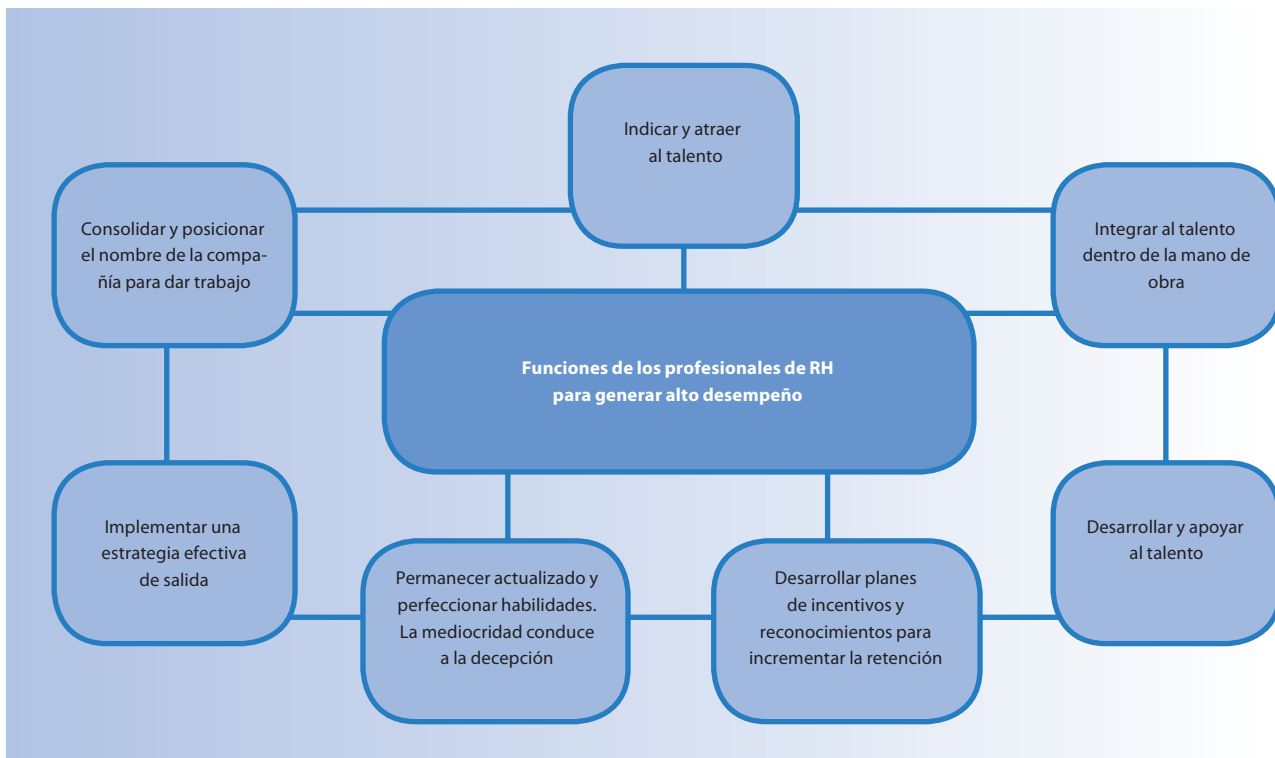 Indicar y atraer
al talento
Consolidar y posicionar
el nombre de la compa-
ñía para dar trabajo
Integrar al talento
dentro de la mano de
obra
Funciones de los profesionales de RH
para generar alto desempeño
Implementar una
estrategia efectiva
de salida
Permanecer actualizado y
perfeccionar habilidades.
La mediocridad conduce
a la decepción
Desarrollar planes
de incentivos y
reconocimientos para
incrementar la retención
Desarrollar y apoyar
al talento